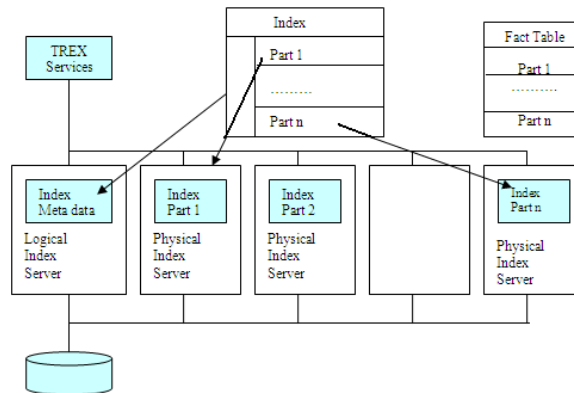 TREX
Services
Index
Part 1
.........
Part n
Fact Table
Part 1
.........
Part n
Index
Meta data
Logical
Index
Server
Index
Part 1
Physical
Index
Server
Index
Part 2
Physical
Index
Server
Index
Part n
Physical
Index
Server